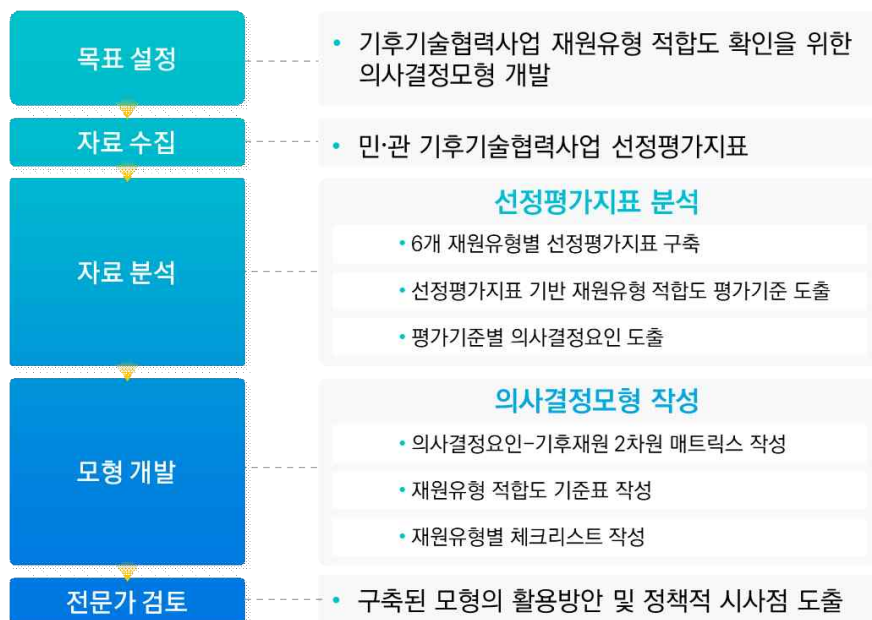 목표 설정
• 기후기술협력사업 재원유형 적합도 확인을 위한
의사결정모형 개발
자료 수집
• 민·관 기후기술협력사업 선정평가지표
자료 분석
선정평가지표 분석
• 6개 재원유형별 선정평가지표 구축
• 선정평가지표 기반 재원유형 적합도 평가기준 도출
• 평가기준별 의사결정요인 도출
모형 개발
의사결정모형 작성
• 의사결정요인-기후재원 2차원 매트릭스 작성
• 재원유형 적합도 기준표 작성
• 재원유형별 체크리스트 작성
전문가 검토
• 구축된 모형의 활용방안 및 정책적 시사점 도출